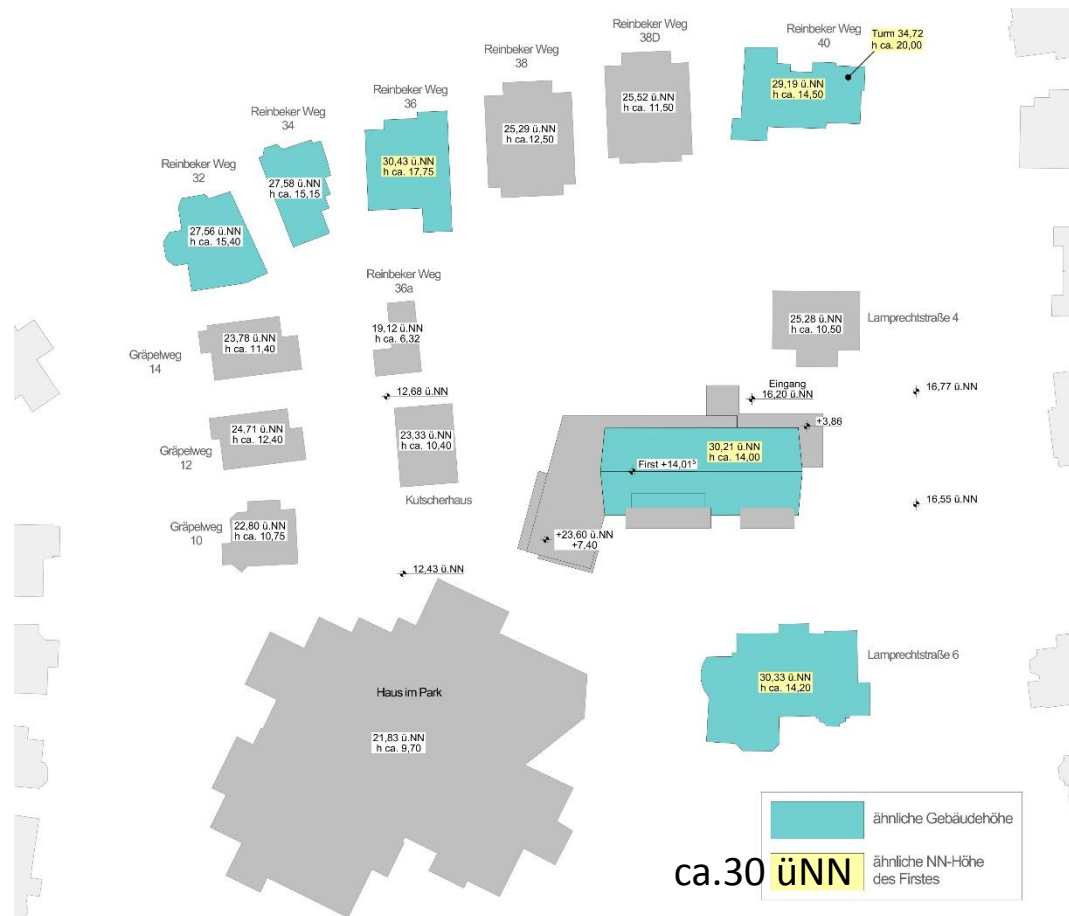 Reinbeker Weg
38D
Reinbeker Weg
40
Turm 34,72
h ca. 20,00
Reinbeker Weg
38
Reinbeker Weg
36
Reinbeker Weg
34
Reinbeker Weg
32
29,19 ü.NN
h ca. 14,50
25,52 ü.NN
h ca. 11,50
25,29 ü.NN
h ca.12,50
30,43 ü.NN
h ca. 17,75
27,58 ü.NN
h ca. 15,15
27,56 ü.NN
h ca. 15,40
Reinbeker Weg
36a
19,12 ü.NN
h ca. 6,32
25,28 ü.NN
h ca. 10,50
Lamprechtstraße 4
23,78 ü.NN
h ca. 11,40
Gräpelweg
14
12,68 ü.NN
Eingang
16,20 ü.NN
16,77 ü.NN
+3,86
24,71 ü.NN
h ca. 12,40
Gräpelweg
12
23,33 ü.NN
h ca. 10,40
Kutscherhaus
30,21 ü.NN
h ca. 14,00
First +14,01⁵
16,55 ü.NN
Gräpelweg
10
22,80 ü.NN
h ca. 10,75
+23,60 ü.NN
+7,40
12,43 ü.NN
Lamprechtstraße 6
30,33 ü.NN
h ca. 14,20
Haus im Park
21,83 ü.NN
h ca. 9,70
ähnliche Gebäudehöhe
ca.30 üNN
ähnliche NN-Höhe
des Firstes